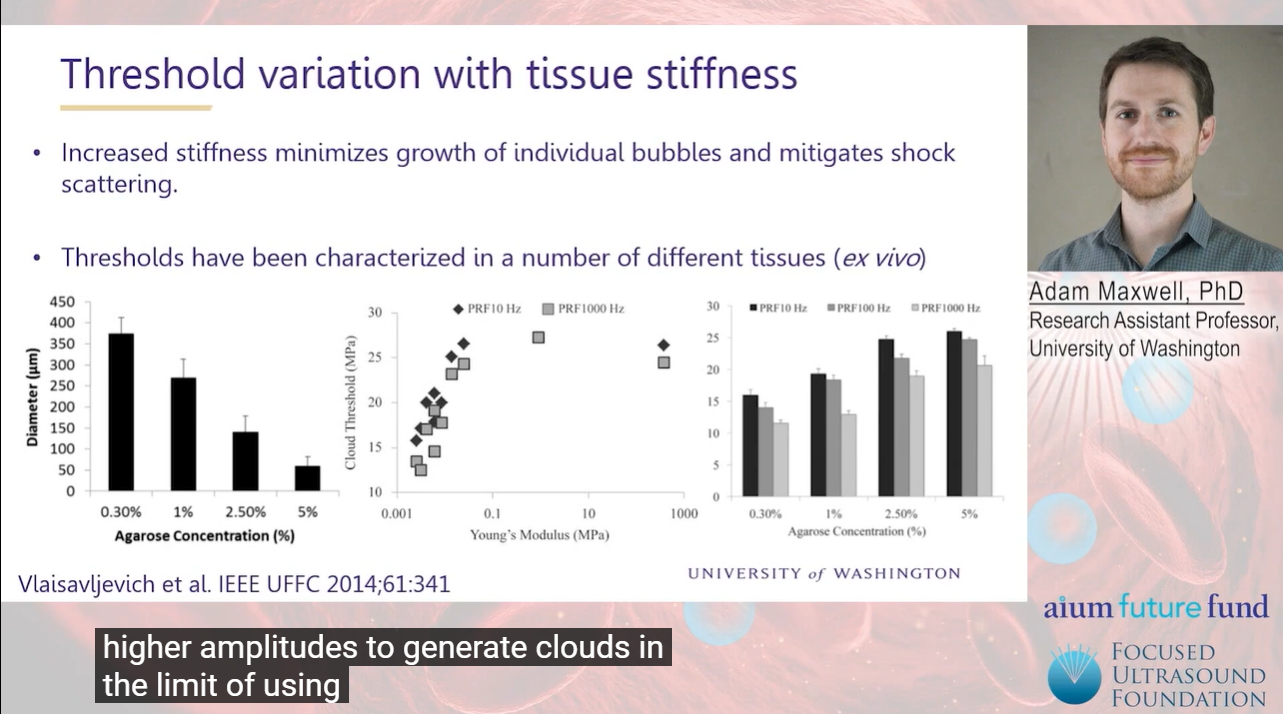 Threshold variation with tissue stiffness
• Increased stiffness minimizes growth of individual bubbles and mitigates shock
scattering.
• Thresholds have been characterized in a number of different tissues (ex vivo)
450
400
350
300
250
200
150
100
50
0
Diameter (µm)
0.30% 1% 2.50% 5%
Agarose Concentration (%)
PRF10 Hz PRF1000 Hz
30
25
20
15
10
Cloud Threshold (MPa)
0.001 0.1 10 1000
Young's Modulus (MPa)
PRF10 Hz PRF100 Hz PRF1000 Hz
30
25
20
15
10
5
0
0.30% 1% 2.50% 5%
Agarose Concentration (%)
Vlaisavljevich et al. IEEE UFFC 2014;61:341
UNIVERSITY of WASHINGTON
Adam Maxwell, PhD
Research Assistant Professor,
University of Washington
aium future fund
FOCUSED
ULTRASOUND
FOUNDATION
higher amplitudes to generate clouds in
the limit of using